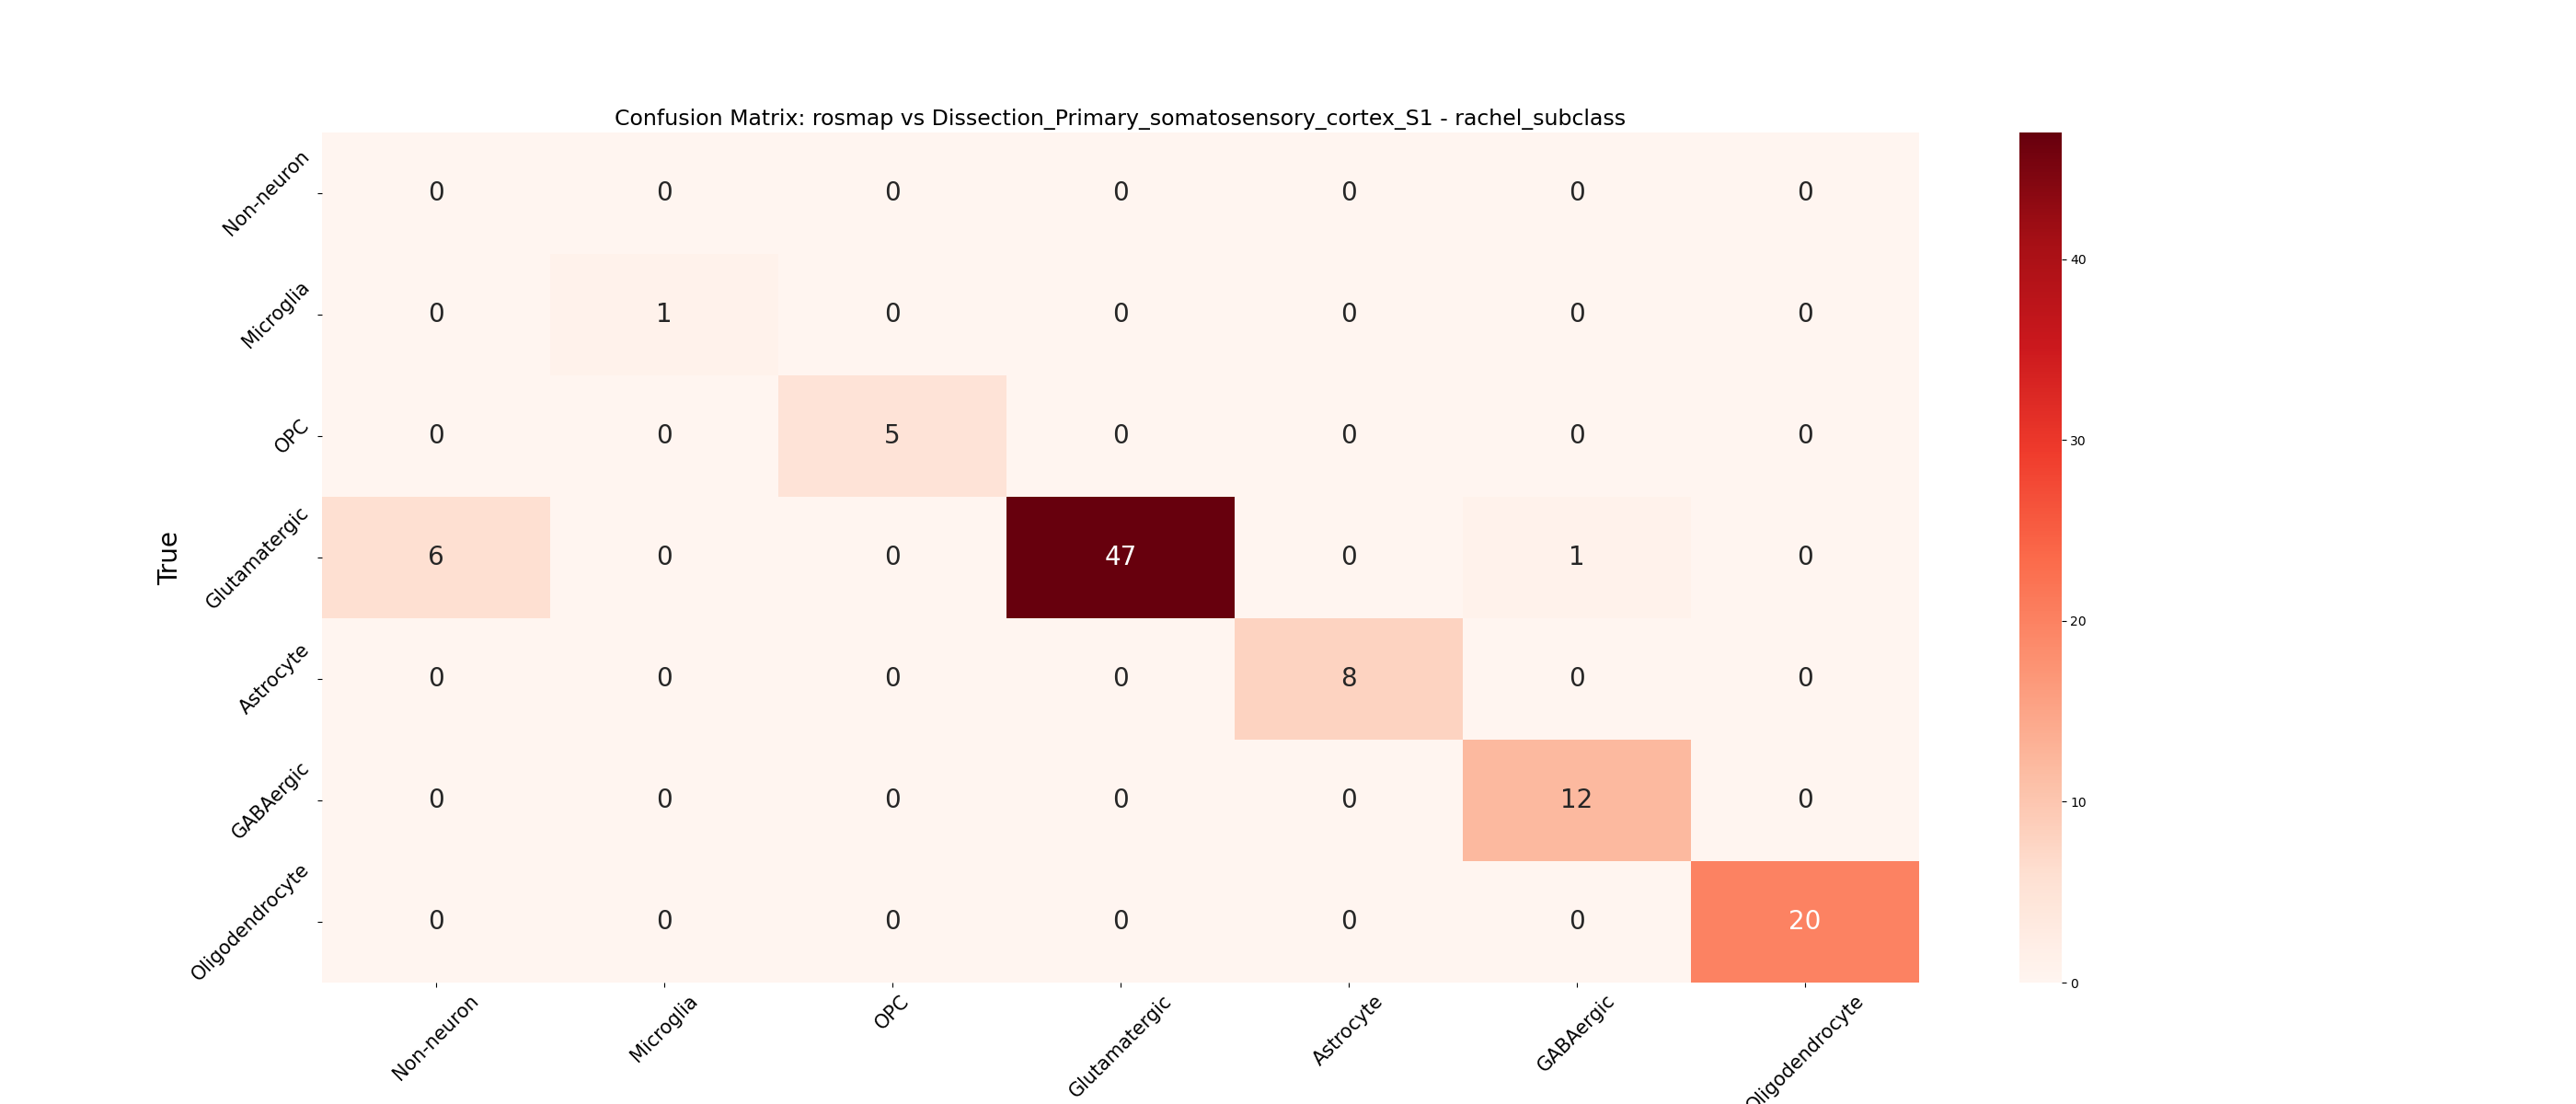 Confusion Matrix: rosmap vs Dissection_Primary_somatosensory_cortex_S1 - rachel_subclass
True
Non-neuron 0 0 0 0 0 0 0
Microglia 0 1 0 0 0 0 0
OPC 0 0 5 0 0 0 0
Glutamatergic 6 0 0 47 0 1 0
Astrocyte 0 0 0 0 8 0 0
GABAergic 0 0 0 0 0 12 0
Oligodendrocyte 0 0 0 0 0 0 20
Non-neuron Microglia OPC Glutamatergic Astrocyte GABAergic Oligodendrocyte
40
30
20
10
0